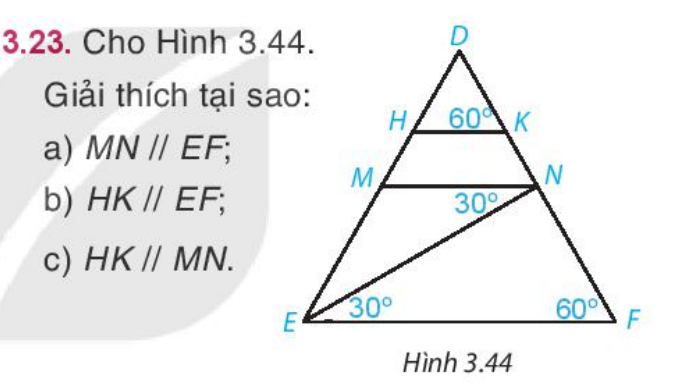 3.23. Cho Hình 3.44.
Giải thích tại sao:
a) MN // EF;
b) HK // EF;
c) HK // MN.
D
H 60° K
M N
30°
E 30° 60° F
Hình 3.44